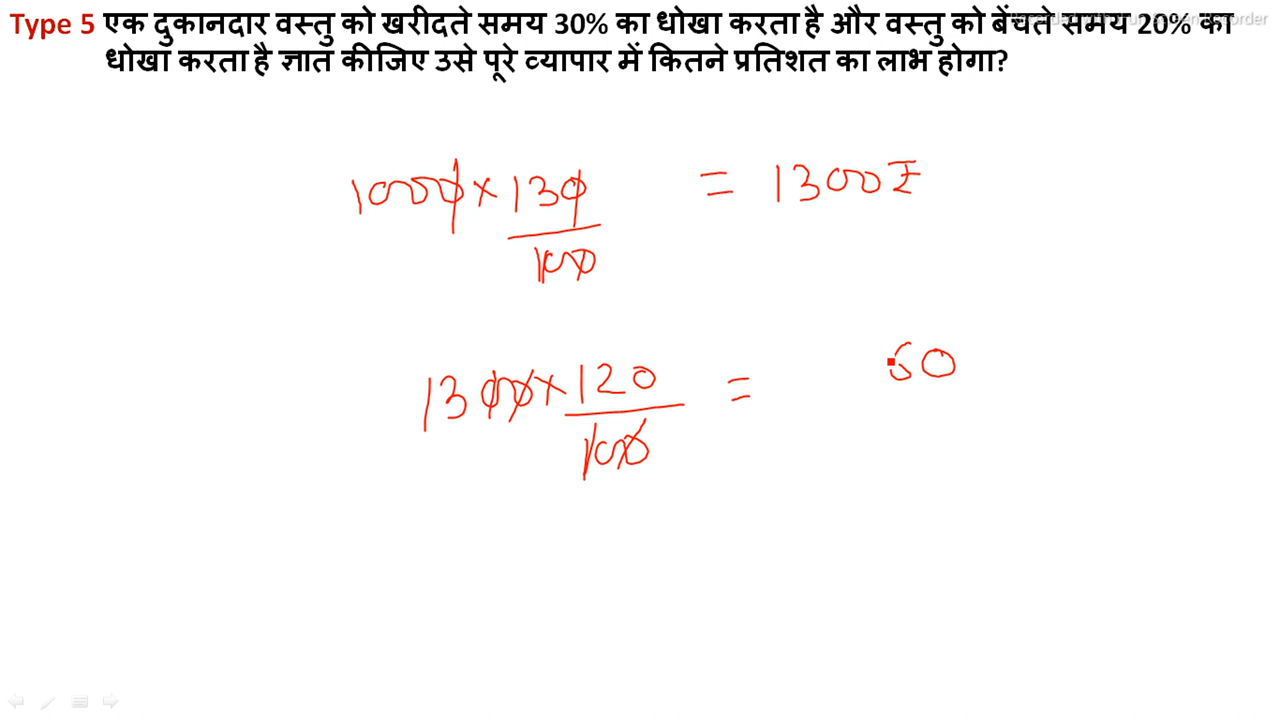 Type 5 एक दुकानदार वस्तु को खरीदते समय 30% का धोखा करता है और वस्तु को बेंचते समय 20% का
धोखा करता है ज्ञात कीजिए उसे पूरे व्यापार में कितने प्रतिशत का लाभ होगा?
1000 × 130 = 1300₹
100
1300 × 120 = 60
100